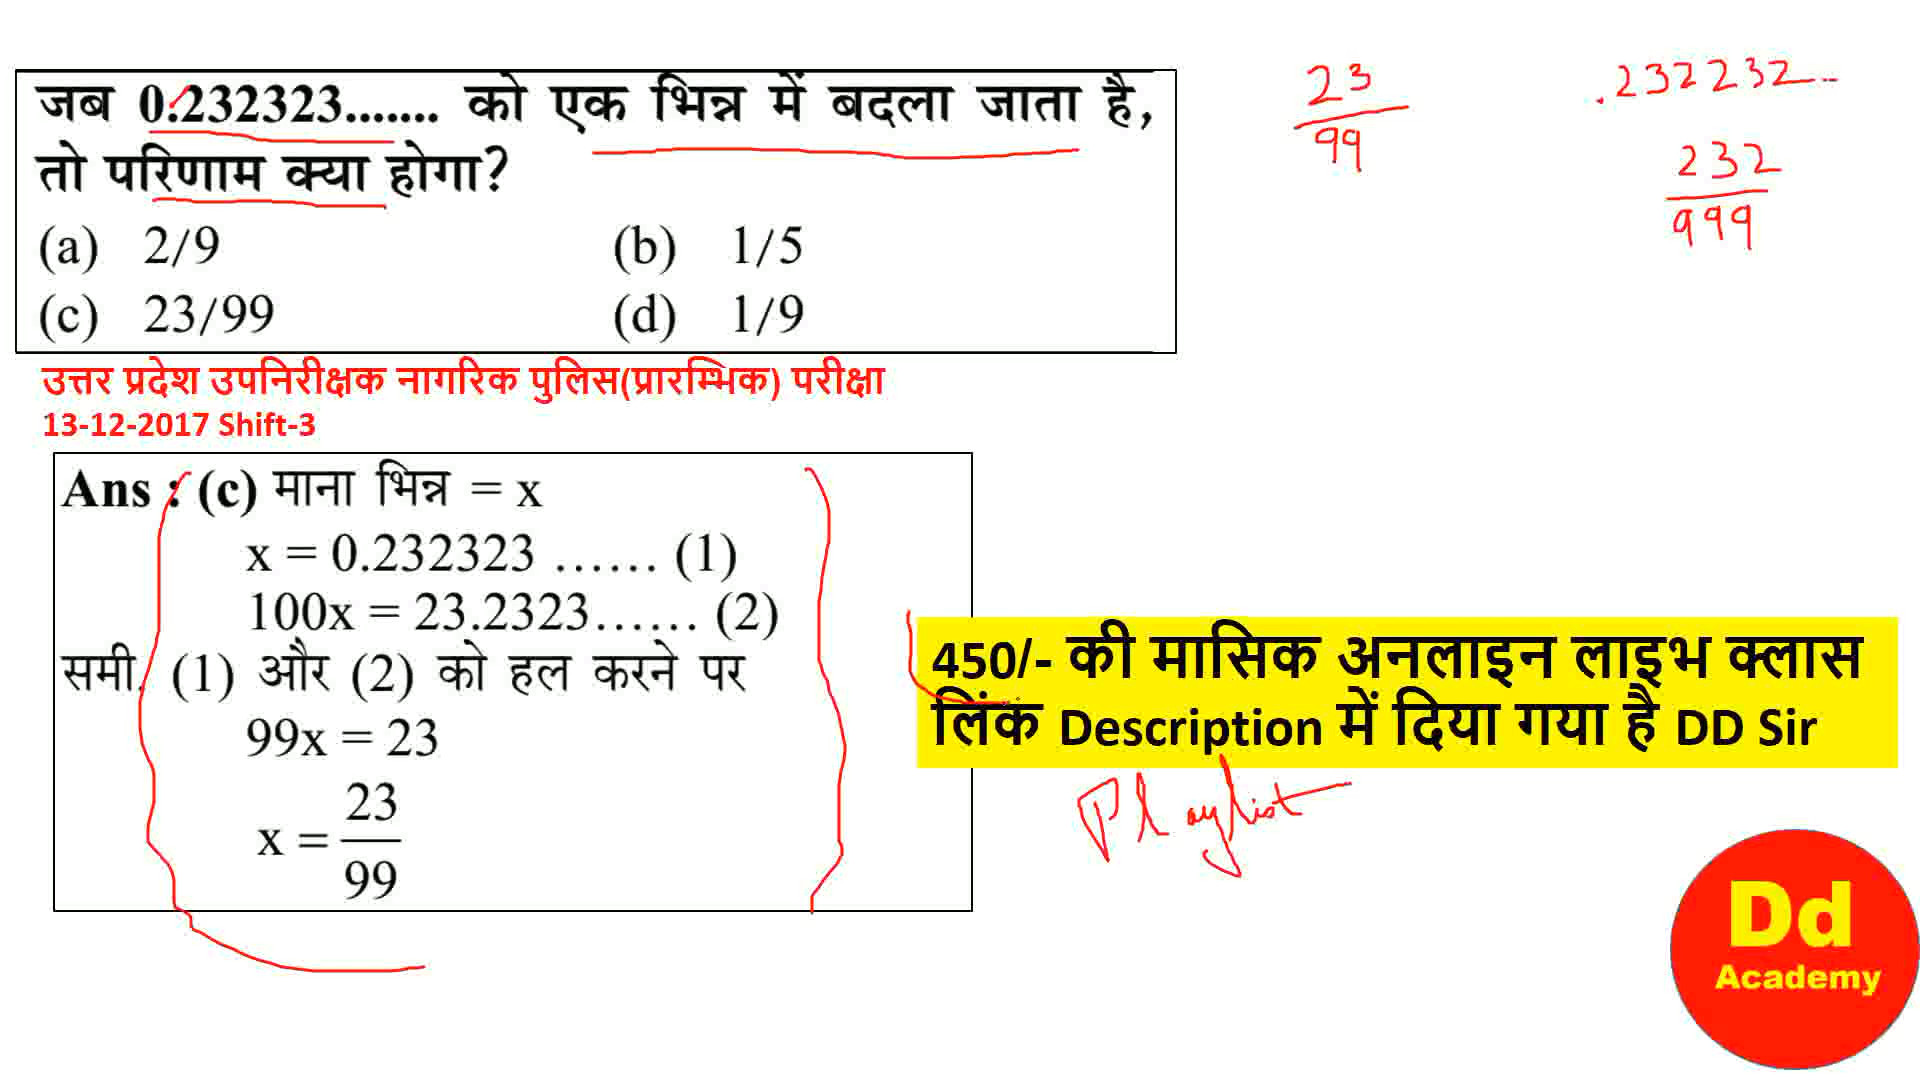 जब 0.232323....... को एक भिन्न में बदला जाता है,
तो परिणाम क्या होगा?
(a) 2/9 (b) 1/5
(c) 23/99 (d) 1/9
उत्तर प्रदेश उपनिरीक्षक नागरिक पुलिस(प्रारम्भिक) परीक्षा
13-12-2017 Shift-3
Ans : (c) माना भिन्न = x
x = 0.232323 ...... (1)
100x = 23.2323...... (2)
समी. (1) और (2) को हल करने पर
99x = 23
x = 23/99
23
99
.232232...
232
999
450/- की मासिक अनलाइन लाइभ क्लास
लिंक Description में दिया गया है DD Sir
Playlist
Dd
Academy